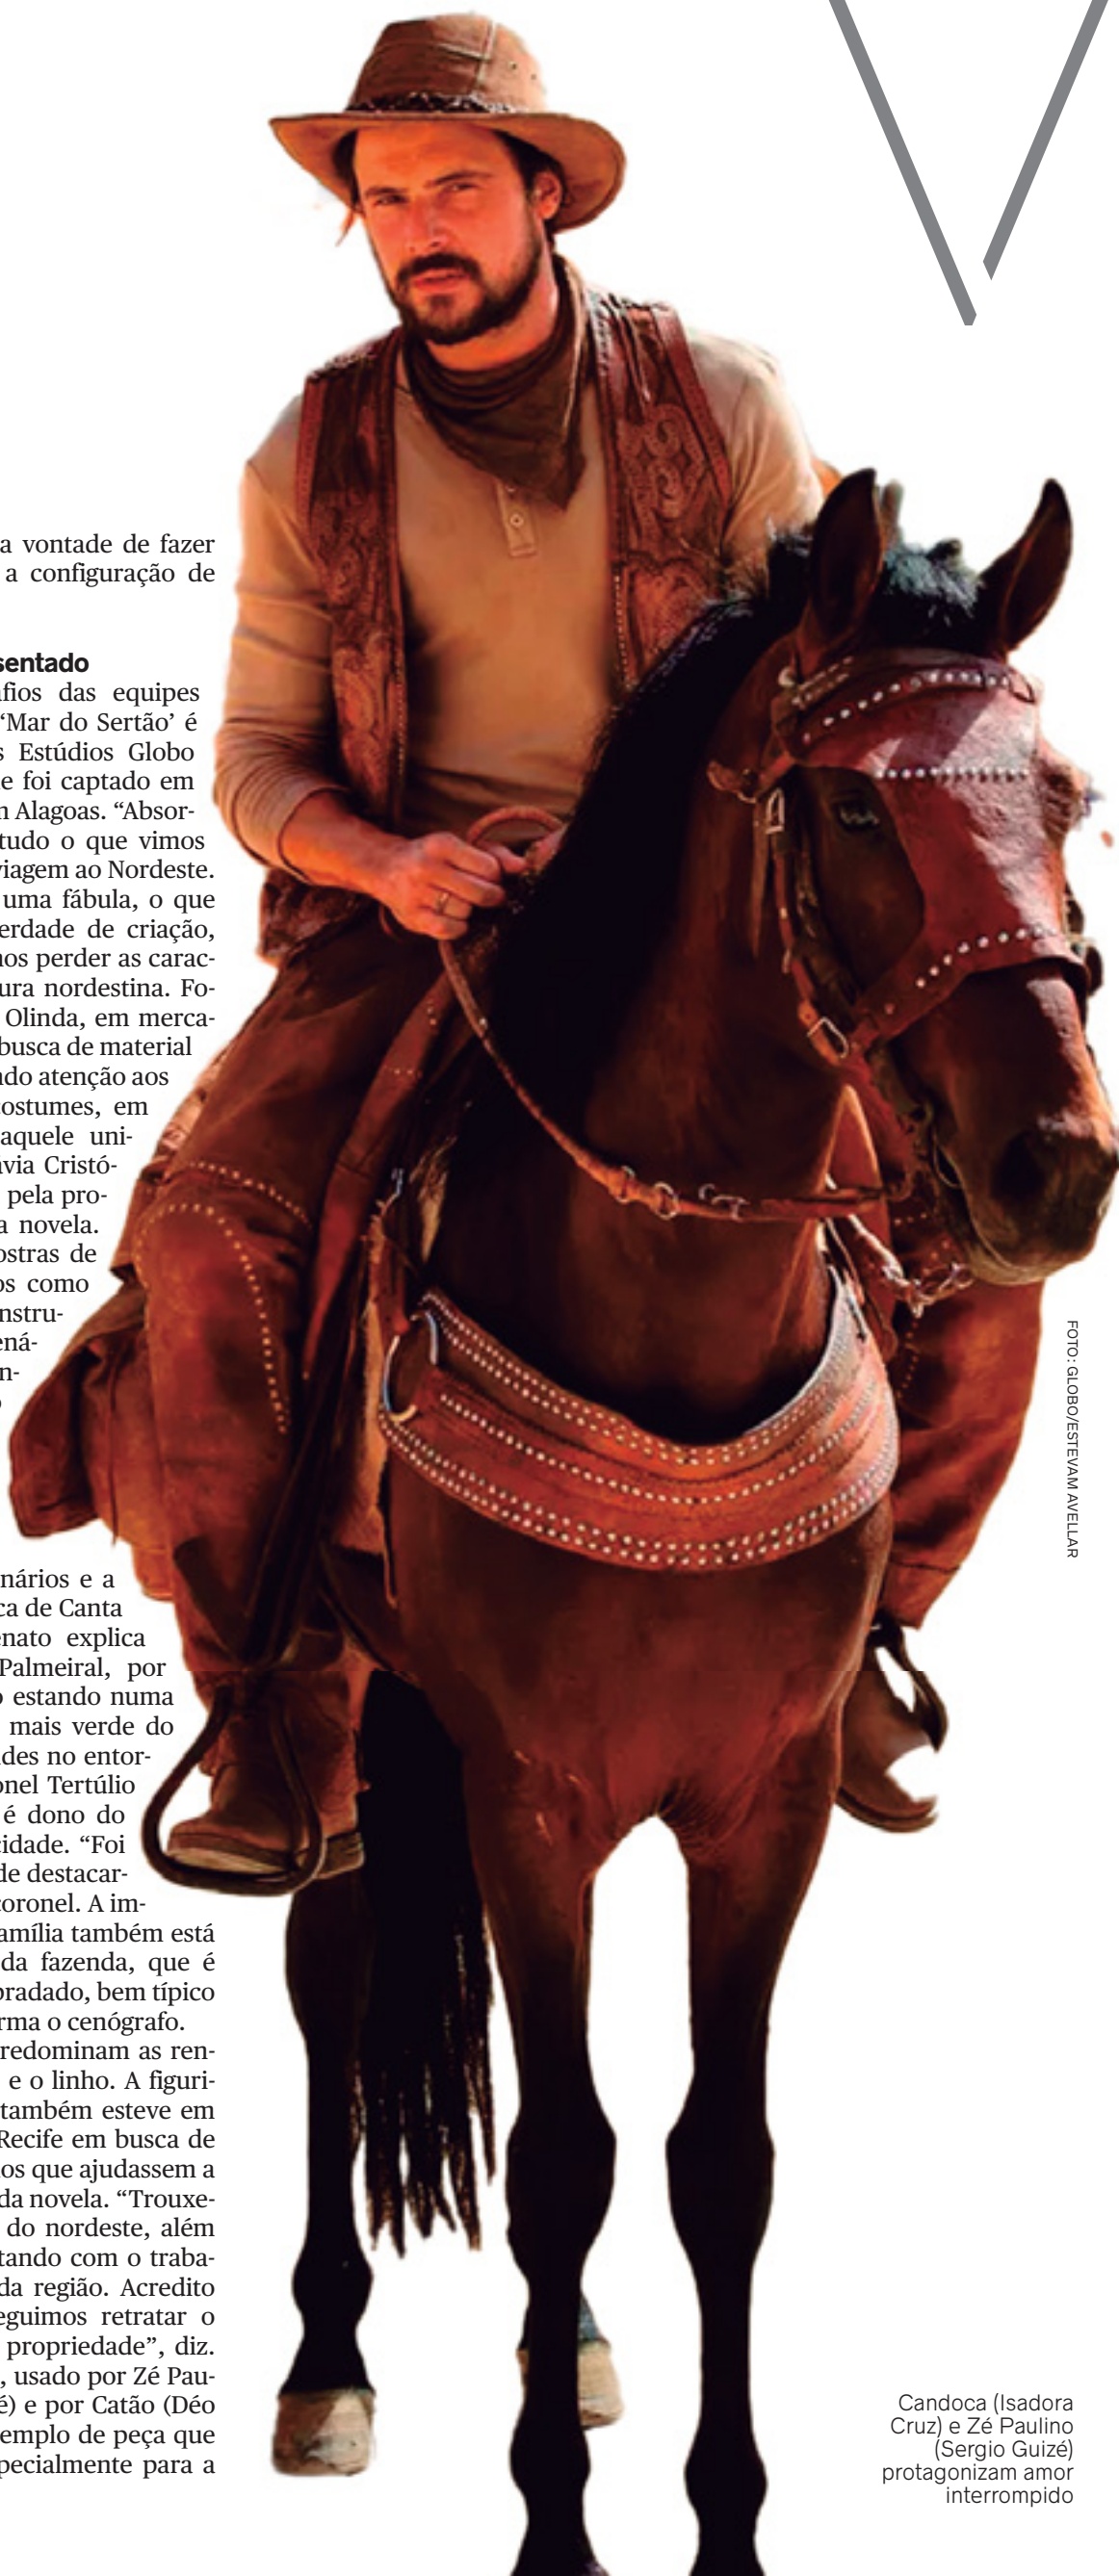 a vontade de fazer
a configuração de
sentado
fios das equipes
‘Mar do Sertão’ é
s Estúdios Globo
e foi captado em
Alagoas. “Absor-
tudo o que vimos
viagem ao Nordeste.
uma fábula, o que
erdade de criação,
nos perder as carac-
ura nordestina. Fo-
Olinda, em merca-
busca de material
ndo atenção aos
costumes, em
aquele uni-
ávia Cristó-
pela pro-
a novela.
ostras de
os como
nstru-
ená-
n-
nários e a
ca de Canta
enato explica
Palmeiral, por
o estando numa
mais verde do
des no entor-
onel Tertúlio
é dono do
cidade. “Foi
de destacar-
coronel. A im-
família também está
da fazenda, que é
obradado, bem típico
rma o cenógrafo.
redominam as ren-
e o linho. A figuri-
também esteve em
Recife em busca de
os que ajudassem a
da novela. “Trouxe-
do nordeste, além
tando com o traba-
da região. Acredito
eguimos retratar o
propriedade”, diz.
, usado por Zé Pau-
é) e por Catão (Déo
emplo de peça que
pecialmente para a
FOTO: GLOBO/ESTEVAM AVELLAR
Candoca (Isadora
Cruz) e Zé Paulino
(Sergio Guizé)
protagonizam amor
interrompido